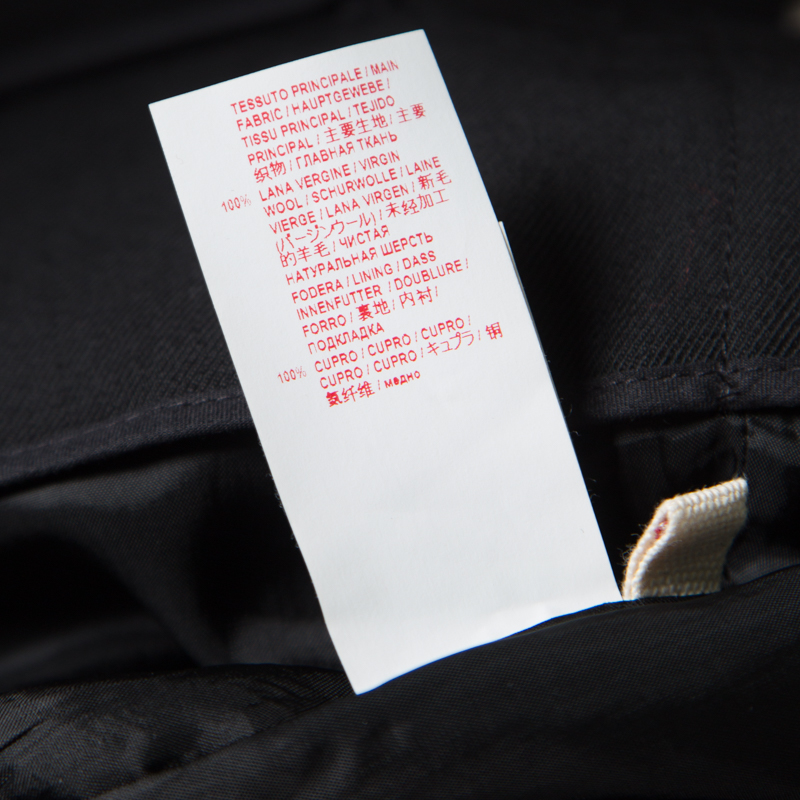 TESSUTO PRINCIPALE / MAIN
FABRIC / HAUPTGEWEBE /
TISSU PRINCIPAL / TEJIDO
PRINCIPAL / 主要生地 / 主要
织物 / ГЛАВНАЯ ТКАНЬ
100% LANA VERGINE / VIRGIN
WOOL / SCHURWOLLE / LAINE
VIERGE / LANA VIRGEN / 新毛
(バージンウール) / 未经加工
的羊毛 / ЧИСТАЯ
НАТУРАЛЬНАЯ ШЕРСТЬ
FODERA / LINING / DASS
INNENFUTTER / DOUBLURE /
FORRO / 裏地 / 内衬 /
ПОДКЛАДКА
100% CUPRO / CUPRO / CUPRO /
CUPRO / CUPRO / キュプラ / 铜
氨纤维 / МЕДНО